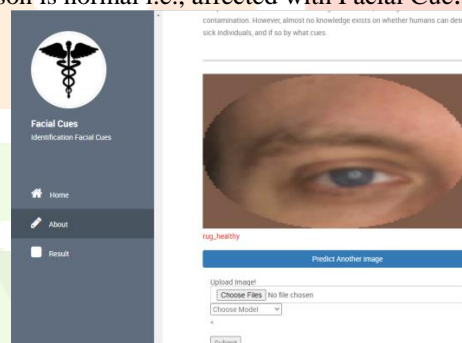 son is normal i.e., affected with Facial Cue.
contamination. However, almost no knowledge exists on whether humans can
sick individuals, and if so by what cues.
Facial Cues
Identification Facial Cues
Home
About
Result
rug_healthy
Predict Another image
Upload Image!
Choose Files No file chosen
Choose Model
<
Submit